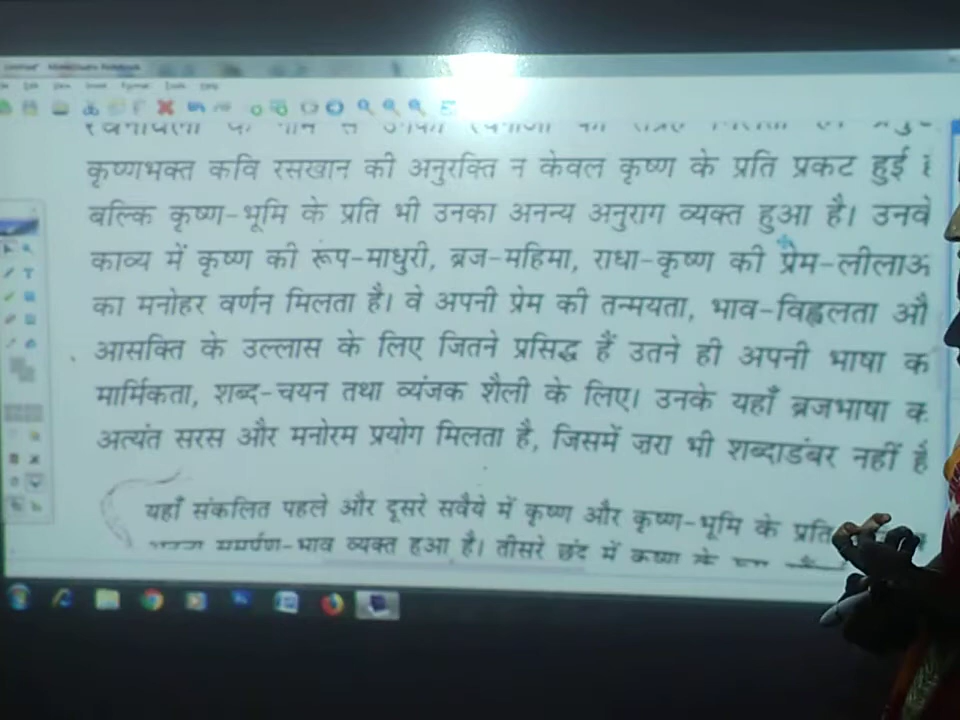 कृष्णभक्त कवि रसखान की अनुरक्ति न केवल कृष्ण के प्रति प्रकट हुई
बल्कि कृष्ण-भूमि के प्रति भी उनका अनन्य अनुराग व्यक्त हुआ है। उनवे
काव्य में कृष्ण की रूप-माधुरी, ब्रज-महिमा, राधा-कृष्ण की प्रेम-लीलाअ
का मनोहर वर्णन मिलता है। वे अपनी प्रेम की तन्मयता, भाव-विह्वलता औ
आसक्ति के उल्लास के लिए जितने प्रसिद्ध हैं उतने ही अपनी भाषा क
मार्मिकता, शब्द-चयन तथा व्यंजक शैली के लिए। उनके यहाँ ब्रजभाषा क
अत्यंत सरस और मनोरम प्रयोग मिलता है, जिसमें ज़रा भी शब्दाडंबर नहीं है
यहाँ संकलित पहले और दूसरे सवैये में कृष्ण और कृष्ण-भूमि के प्रति
समर्पण-भाव व्यक्त हुआ है। तीसरे छंद में कृष्ण के